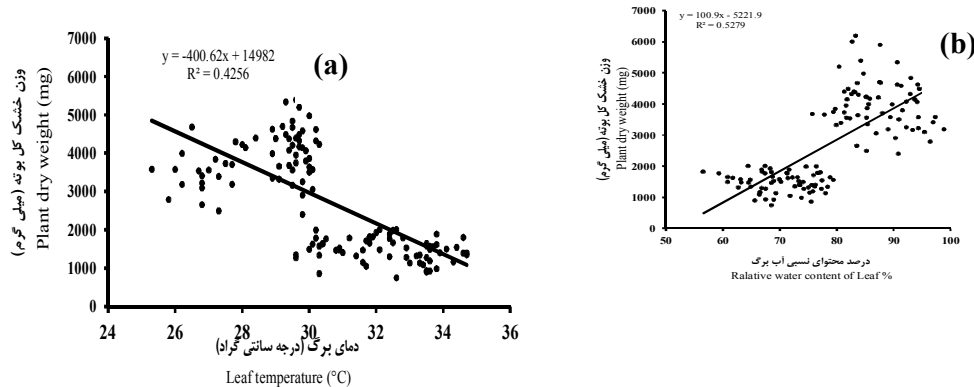 y = -400.62x + 14982
R² = 0.4256
(a)
وزن خشک کل بوته (میلی گرم)
Plant dry weight (mg)
7000
6000
5000
4000
3000
2000
1000
0
24 26 28 30 32 34 36
دمای برگ (درجه سانتی گراد)
Leaf temperature (°C)
y = 100.9x - 5221.9
R² = 0.5279
(b)
وزن خشک کل بوته (میلی گرم)
Plant dry weight (mg)
7000
6000
5000
4000
3000
2000
1000
0
50 60 70 80 90 100
درصد محتوای نسبی آب برگ
Ralative water content of Leaf %